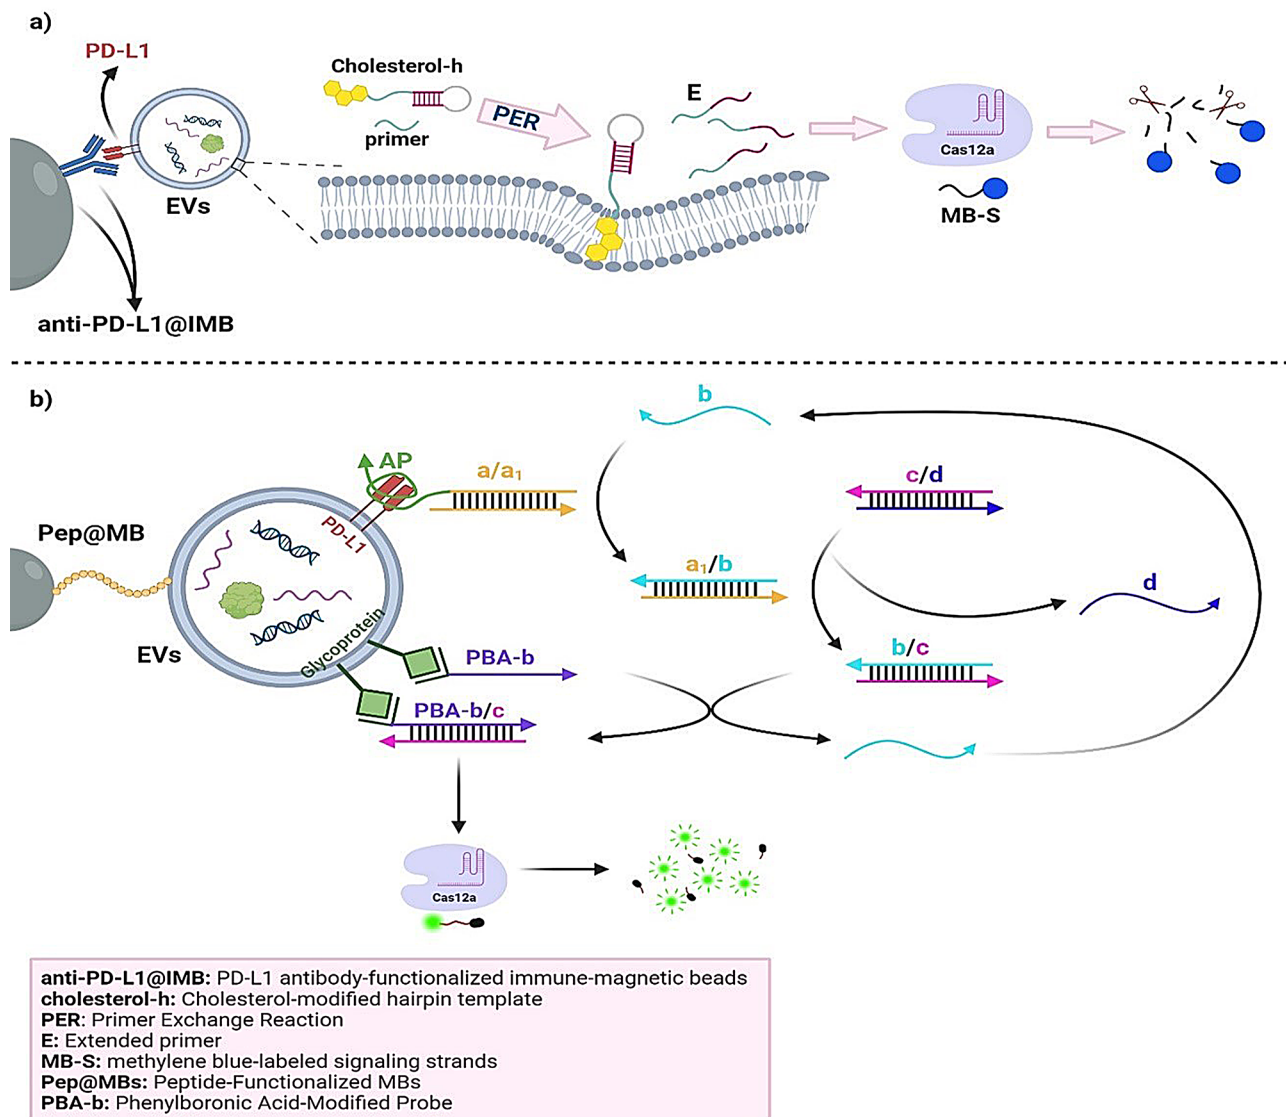 a)
PD-L1
EVs
anti-PD-L1@IMB
Cholesterol-h
primer
PER
E
Cas12a
MB-S
b)
b
AP
a/a₁
c/d
PD-L1
Pep@MB
a₁/b
d
EVs
Glycoprotein
PBA-b
b/c
PBA-b/c
Cas12a
anti-PD-L1@IMB: PD-L1 antibody-functionalized immune-magnetic beads
cholesterol-h: Cholesterol-modified hairpin template
PER: Primer Exchange Reaction
E: Extended primer
MB-S: methylene blue-labeled signaling strands
Pep@MBs: Peptide-Functionalized MBs
PBA-b: Phenylboronic Acid-Modified Probe